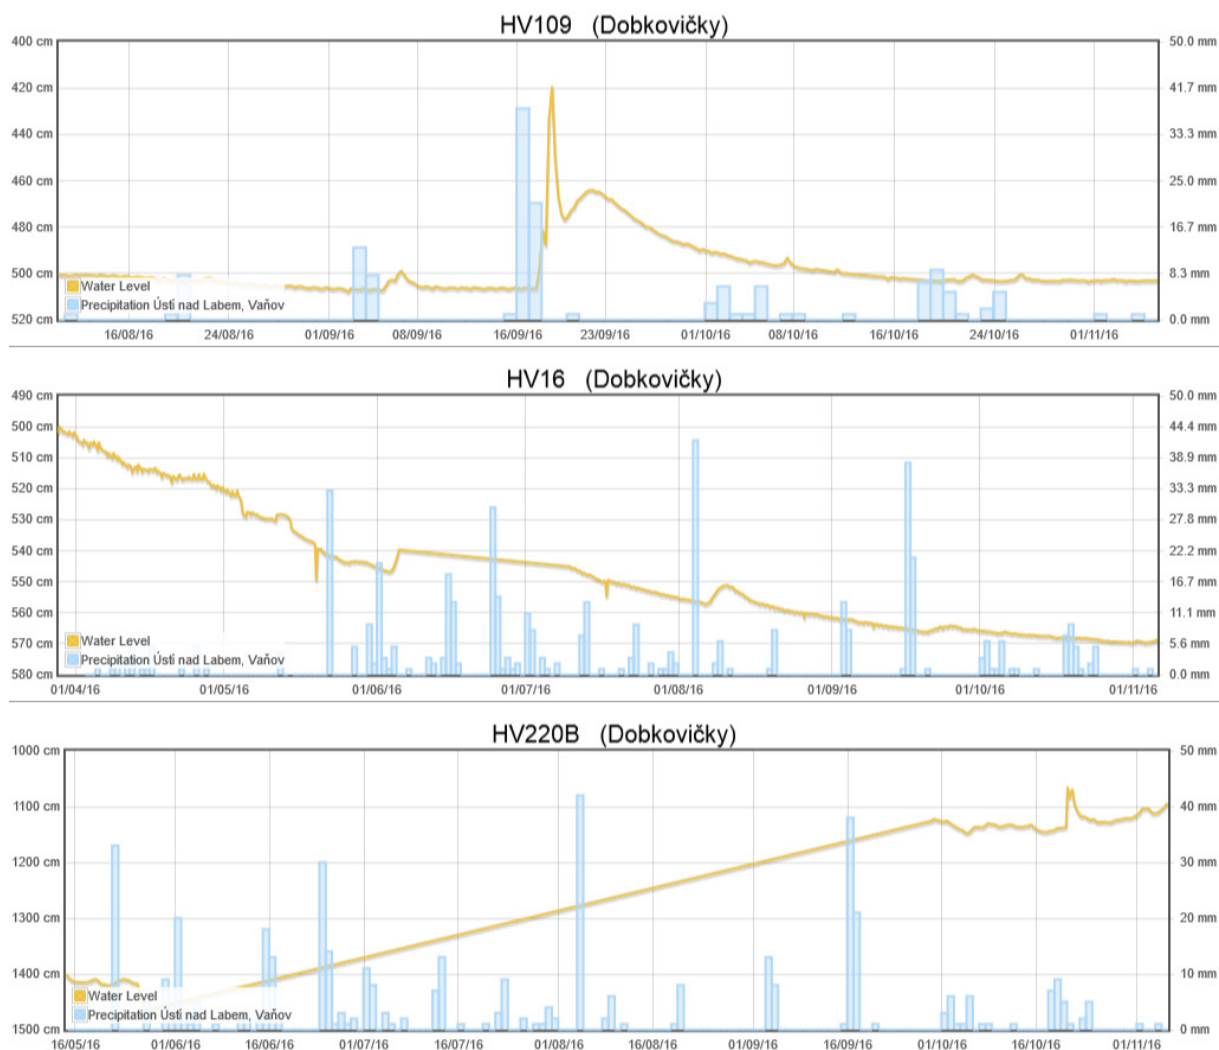 HV109 (Dobkovičky)
400 cm 50.0 mm
420 cm 41.7 mm
440 cm 33.3 mm
460 cm 25.0 mm
480 cm 16.7 mm
500 cm 8.3 mm
Water Level
Precipitation Ústí nad Labem, Vaňov
520 cm 0.0 mm
16/08/16 24/08/16 01/09/16 08/09/16 16/09/16 23/09/16 01/10/16 08/10/16 16/10/16 24/10/16 01/11/16
HV16 (Dobkovičky)
490 cm 50.0 mm
500 cm 44.4 mm
510 cm 38.9 mm
520 cm 33.3 mm
530 cm 27.8 mm
540 cm 22.2 mm
550 cm 16.7 mm
560 cm 11.1 mm
570 cm 5.6 mm
Water Level
Precipitation Ústí nad Labem, Vaňov
580 cm 0.0 mm
01/04/16 01/05/16 01/06/16 01/07/16 01/08/16 01/09/16 01/10/16 01/11/16
HV220B (Dobkovičky)
1000 cm 50 mm
1100 cm 40 mm
1200 cm 30 mm
1300 cm 20 mm
1400 cm 10 mm
Water Level
Precipitation Ústí nad Labem, Vaňov
1500 cm 0 mm
16/05/16 01/06/16 16/06/16 01/07/16 16/07/16 01/08/16 16/08/16 01/09/16 16/09/16 01/10/16 16/10/16 01/11/16